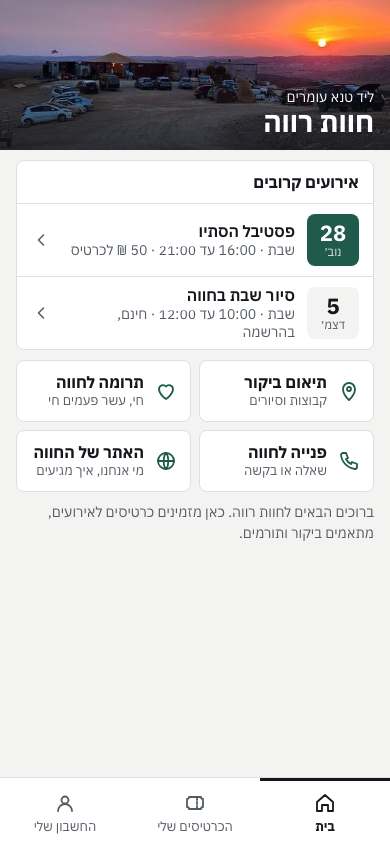 ליד טנא עומרים
חוות רווה
אירועים קרובים
28
נוב׳
פסטיבל הסתיו
שבת · 16:00 עד 21:00 · 50 ₪ לכרטיס
5
דצמ׳
סיור שבת בחווה
שבת · 10:00 עד 12:00 · חינם,
בהרשמה
תיאום ביקור
קבוצות וסיורים
תרומה לחווה
חי, עשר פעמים חי
פנייה לחווה
שאלה או בקשה
האתר של החווה
מי אנחנו, איך מגיעים
ברוכים הבאים לחוות רווה. כאן מזמינים כרטיסים לאירועים,
מתאמים ביקור ותורמים.
בית
הכרטיסים שלי
החשבון שלי